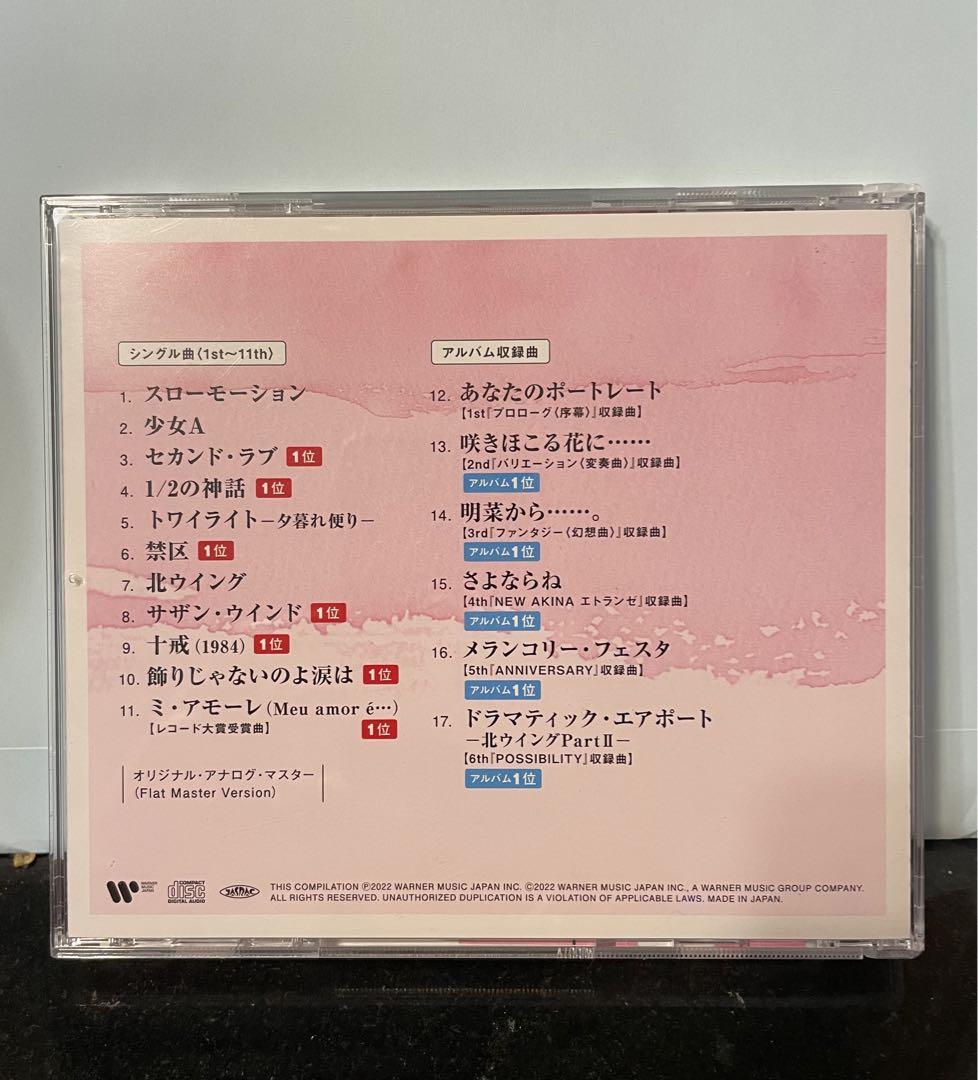 シングル曲〈1st〜11th〉
1. スローモーション
2. 少女A
3. セカンド・ラブ 1位
4. 1/2の神話 1位
5. トワイライト−夕暮れ便り−
6. 禁区 1位
7. 北ウイング
8. サザン・ウインド 1位
9. 十戒(1984) 1位
10. 飾りじゃないのよ涙は 1位
11. ミ・アモーレ(Meu amor é…)
【レコード大賞受賞曲】 1位
オリジナル・アナログ・マスター
(Flat Master Version)
アルバム収録曲
12. あなたのポートレート
【1st『プロローグ〈序幕〉』収録曲】
13. 咲きほこる花に……
【2nd『バリエーション〈変奏曲〉』収録曲】
アルバム1位
14. 明菜から……。
【3rd『ファンタジー〈幻想曲〉』収録曲】
アルバム1位
15. さよならね
【4th『NEW AKINA エトランゼ』収録曲】
アルバム1位
16. メランコリー・フェスタ
【5th『ANNIVERSARY』収録曲】
アルバム1位
17. ドラマティック・エアポート
−北ウイングPartⅡ−
【6th『POSSIBILITY』収録曲】
アルバム1位
WARNER
MUSIC
JAPAN
COMPACT
disc
DIGITAL AUDIO
THIS COMPILATION ℗2022 WARNER MUSIC JAPAN INC. ©2022 WARNER MUSIC JAPAN INC., A WARNER MUSIC GROUP COMPANY.
ALL RIGHTS RESERVED. UNAUTHORIZED DUPLICATION IS A VIOLATION OF APPLICABLE LAWS. MADE IN JAPAN.